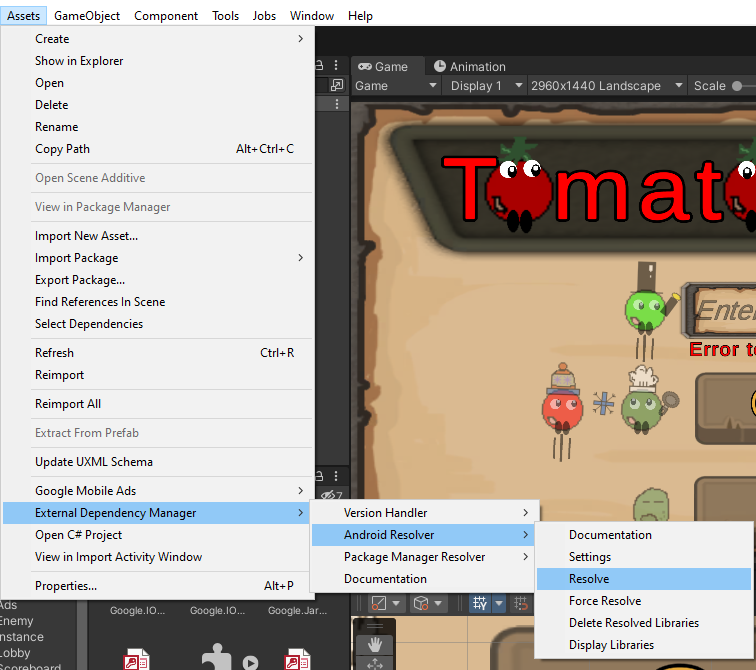 Assets GameObject Component Tools Jobs Window Help
Create
Show in Explorer
Open
Delete
Rename
Copy Path Alt+Ctrl+C
Open Scene Additive
View in Package Manager
Import New Asset...
Import Package
Export Package...
Find References In Scene
Select Dependencies
Refresh Ctrl+R
Reimport
Reimport All
Extract From Prefab
Update UXML Schema
Google Mobile Ads
External Dependency Manager
Open C# Project
View in Import Activity Window
Properties... Alt+P
Version Handler
Android Resolver
Package Manager Resolver
Documentation
Documentation
Settings
Resolve
Force Resolve
Delete Resolved Libraries
Display Libraries
Game Animation
Game Display 1 2960x1440 Landscape Scale
Tomato
Enter
Error to
7
Ads
Enemy
Instance
Lobby
Scoreboard
Google.IO... Google.IO... Google.Jar...